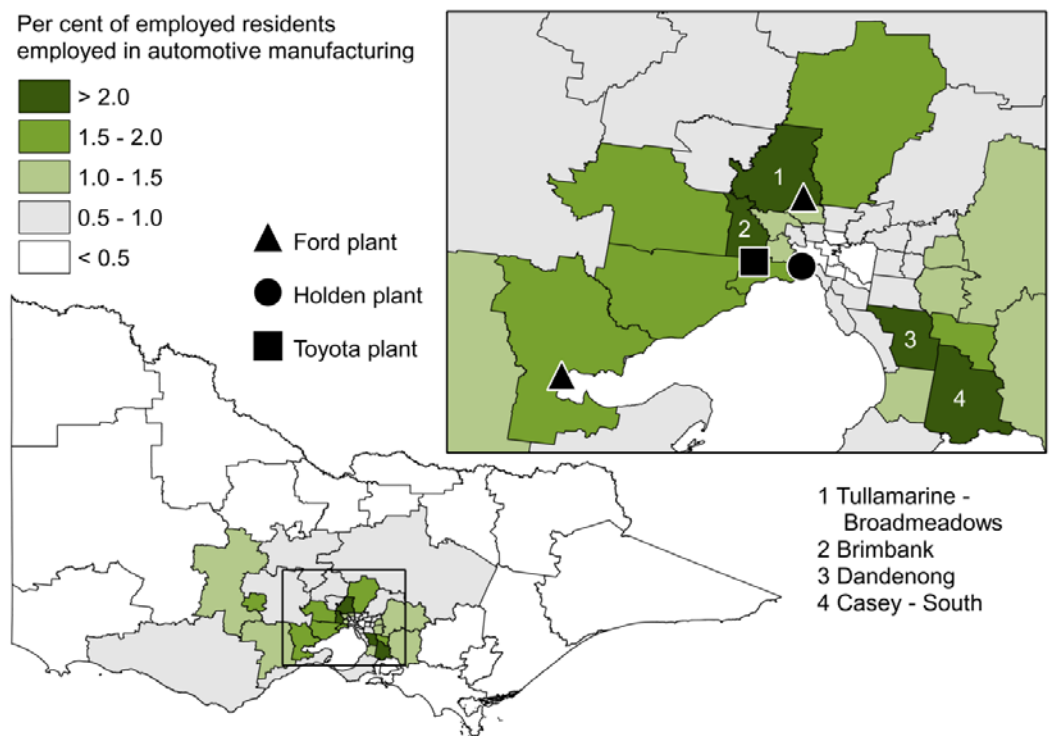 Per cent of employed residents
employed in automotive manufacturing
> 2.0
1.5 - 2.0
1.0 - 1.5
0.5 - 1.0
< 0.5
Ford plant
Holden plant
Toyota plant
1
2
3
4
1 Tullamarine -
Broadmeadows
2 Brimbank
3 Dandenong
4 Casey - South